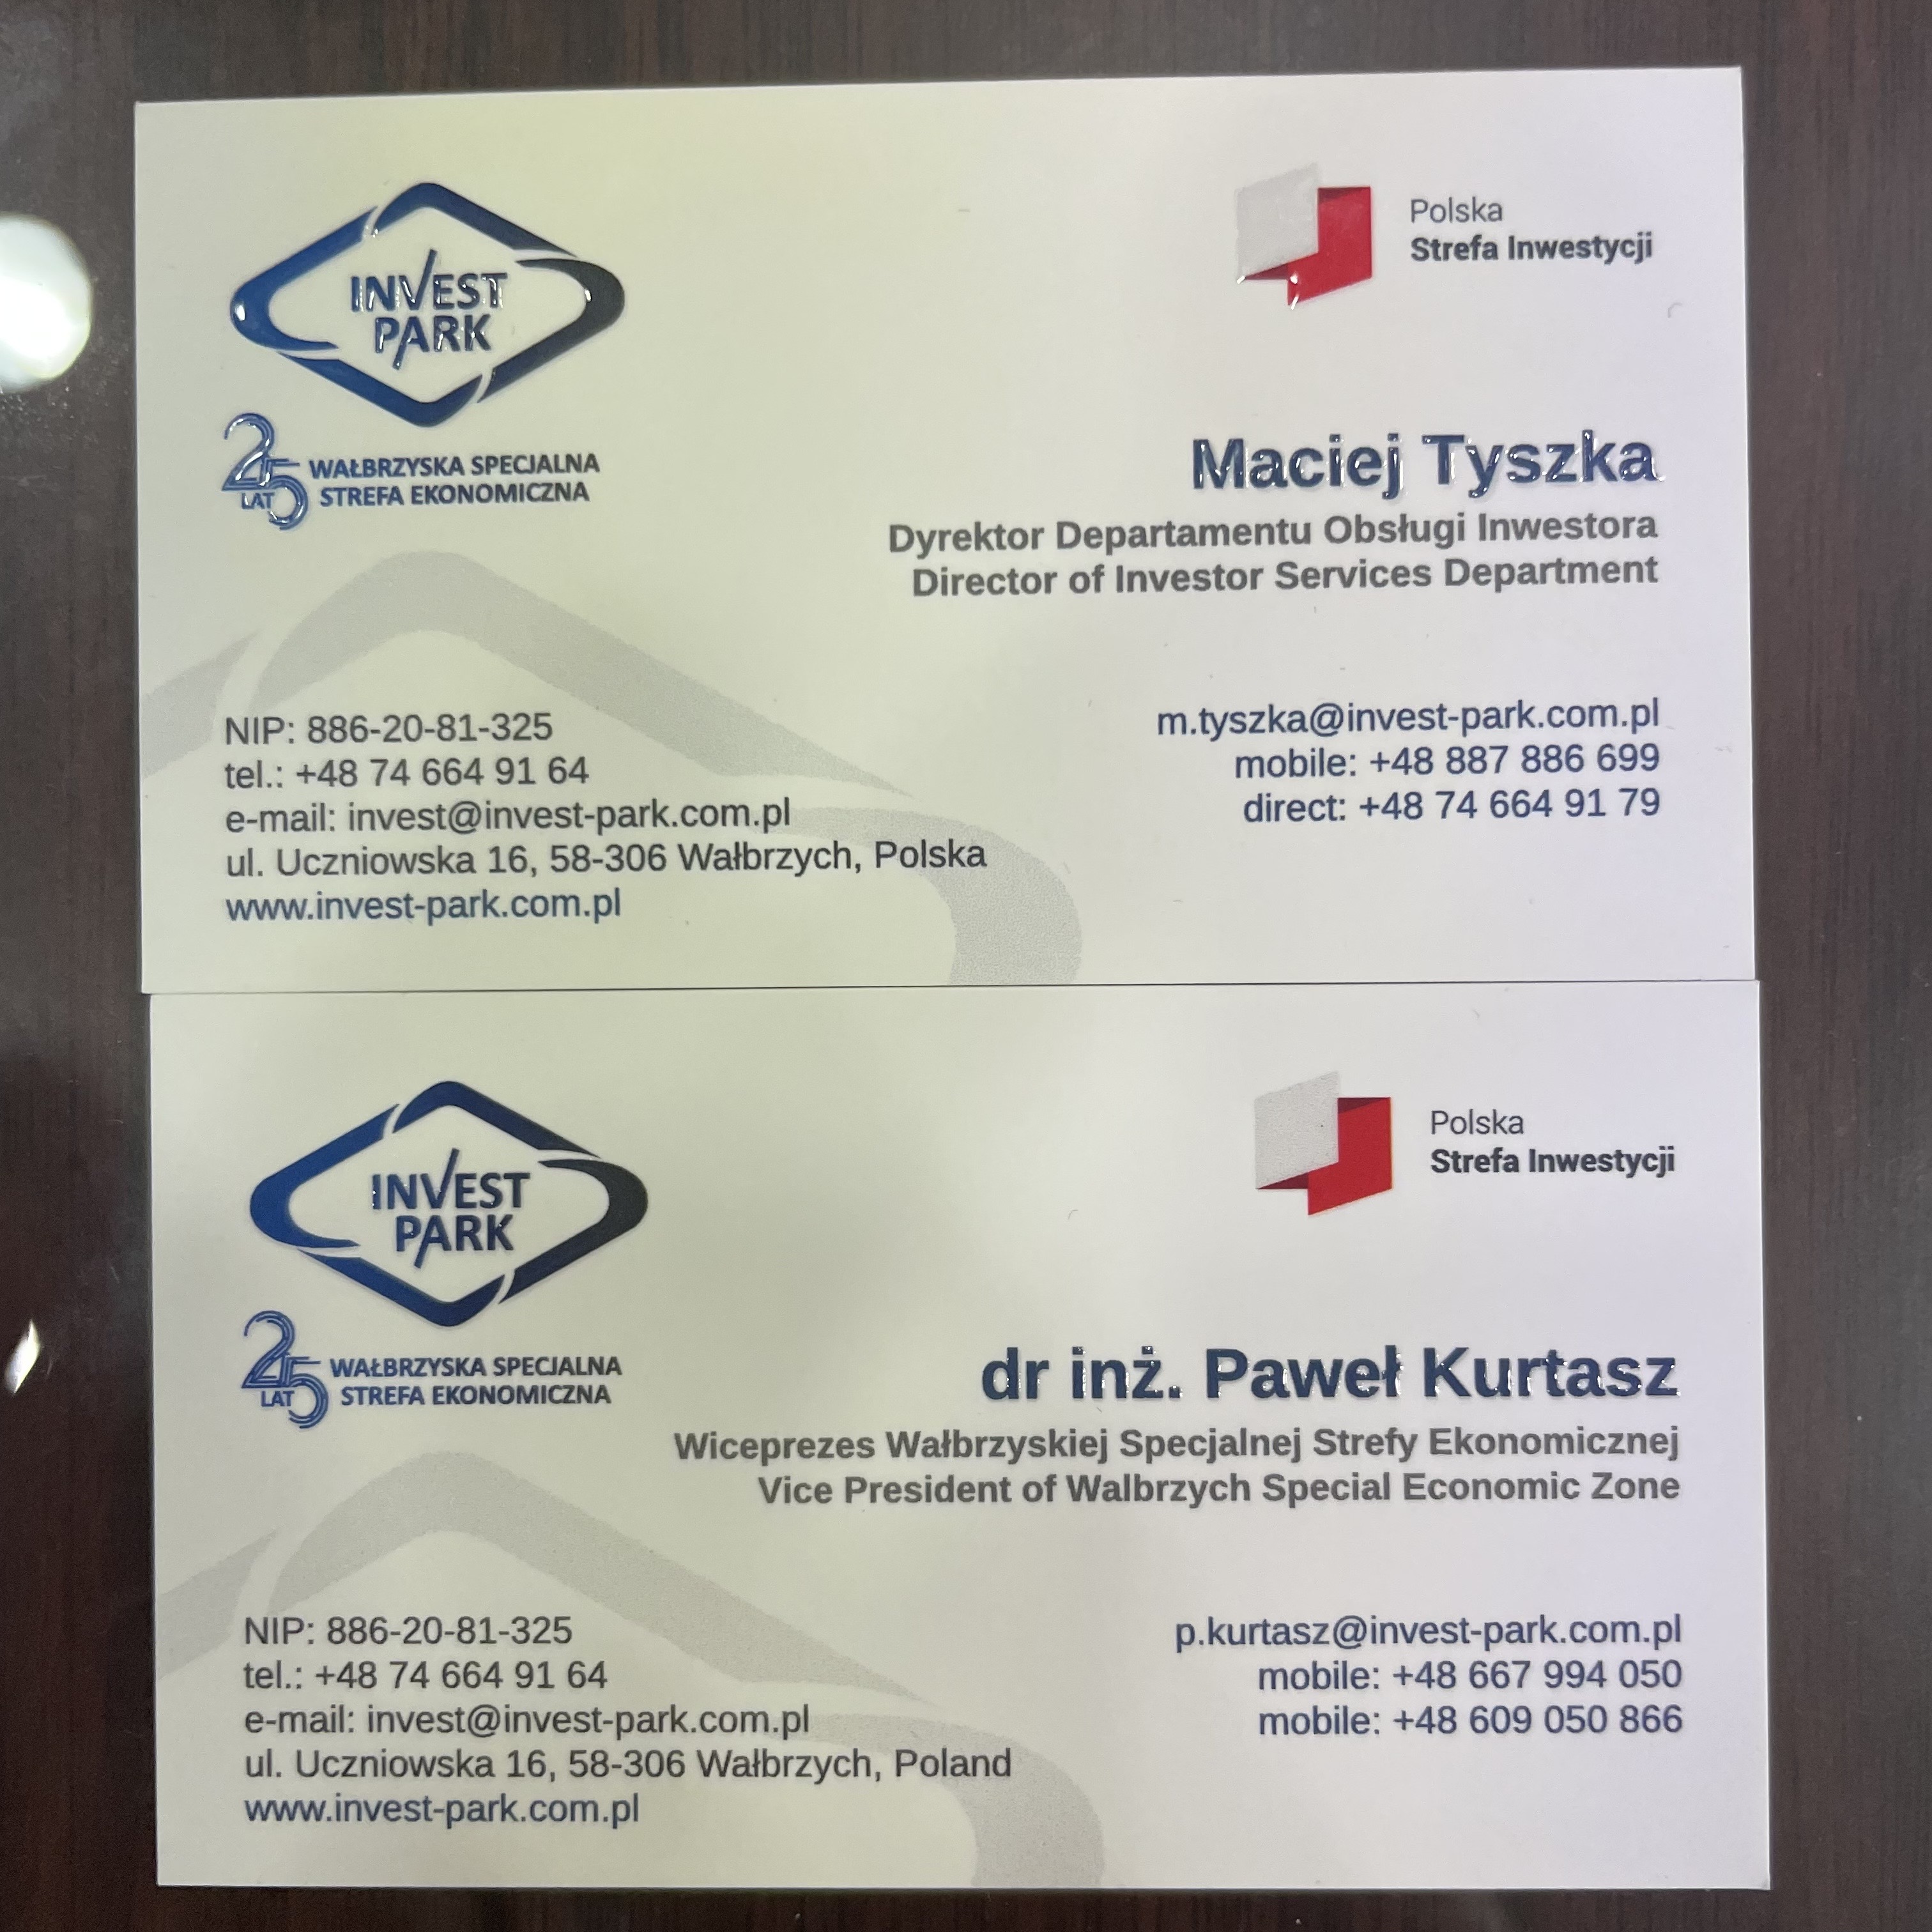 INVEST
PARK
25
LAT
WAŁBRZYSKA SPECJALNA
STREFA EKONOMICZNA
Polska
Strefa Inwestycji
Maciej Tyszka
Dyrektor Departamentu Obsługi Inwestora
Director of Investor Services Department
NIP: 886-20-81-325
tel.: +48 74 664 91 64
e-mail: invest@invest-park.com.pl
ul. Uczniowska 16, 58-306 Wałbrzych, Polska
www.invest-park.com.pl
m.tyszka@invest-park.com.pl
mobile: +48 887 886 699
direct: +48 74 664 91 79
INVEST
PARK
25
LAT
WAŁBRZYSKA SPECJALNA
STREFA EKONOMICZNA
Polska
Strefa Inwestycji
dr inż. Paweł Kurtasz
Wiceprezes Wałbrzyskiej Specjalnej Strefy Ekonomicznej
Vice President of Walbrzych Special Economic Zone
NIP: 886-20-81-325
tel.: +48 74 664 91 64
e-mail: invest@invest-park.com.pl
ul. Uczniowska 16, 58-306 Wałbrzych, Poland
www.invest-park.com.pl
p.kurtasz@invest-park.com.pl
mobile: +48 667 994 050
mobile: +48 609 050 866